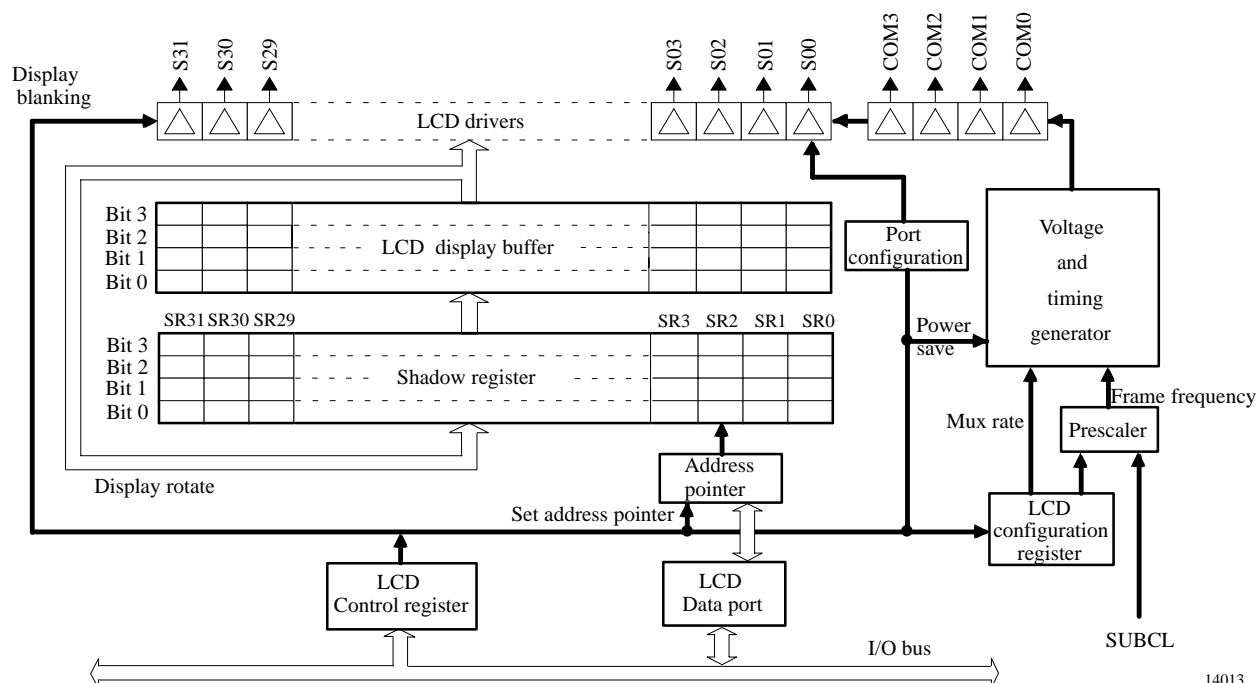 S31 S30 S29 S03 S02 S01 S00 COM3 COM2 COM1 COM0
Display
blanking
LCD drivers
Bit 3
Bit 2
Bit 1
Bit 0
LCD display buffer
Port
configuration
Voltage
and
timing
generator
SR31 SR30 SR29 SR3 SR2 SR1 SR0
Bit 3
Bit 2
Bit 1
Bit 0
Shadow register
Power
save
Frame frequency
Mux rate
Prescaler
Display rotate
Address
pointer
Set address pointer
LCD
configuration
register
LCD
Control register
LCD
Data port
SUBCL
I/O bus
14013